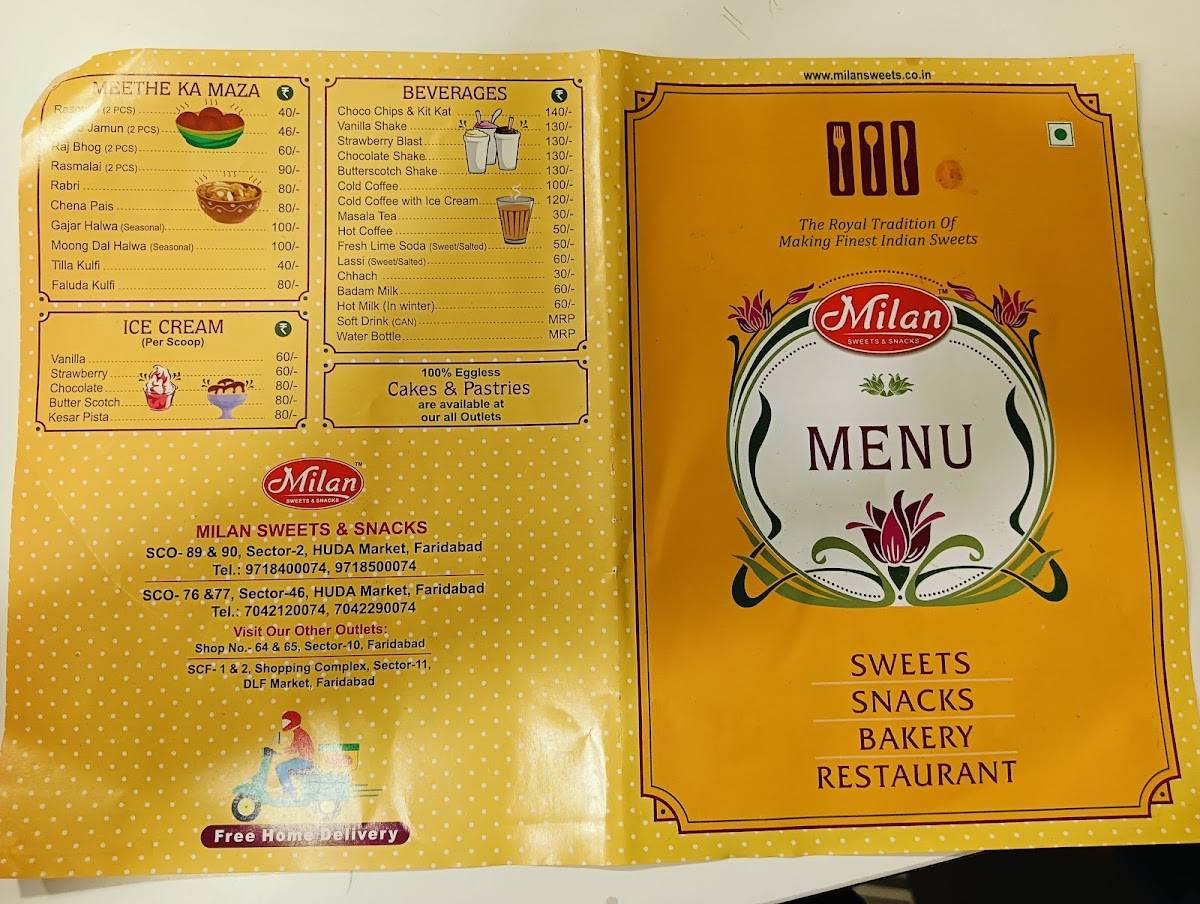 MEETHE KA MAZA ₹
(2 PCS) 40/-
Jamun (2 PCS) 46/-
Raj Bhog (2 PCS) 60/-
Rasmalai (2 PCS) 90/-
Rabri 80/-
Chena Pais 80/-
Gajar Halwa (Seasonal) 100/-
Moong Dal Halwa (Seasonal) 100/-
Tilla Kulfi 40/-
Faluda Kulfi 80/-
ICE CREAM ₹
(Per Scoop)
Vanilla 60/-
Strawberry 60/-
Chocolate 80/-
Butter Scotch 80/-
Kesar Pista 80/-
BEVERAGES ₹
Choco Chips & Kit Kat 140/-
Vanilla Shake 130/-
Strawberry Blast 130/-
Chocolate Shake 130/-
Butterscotch Shake 130/-
Cold Coffee 100/-
Cold Coffee with Ice Cream 120/-
Masala Tea 30/-
Hot Coffee 50/-
Fresh Lime Soda (Sweet/Salted) 50/-
Lassi (Sweet/Salted) 60/-
Chhach 30/-
Badam Milk 60/-
Hot Milk (In winter) 60/-
Soft Drink (CAN) MRP
Water Bottle MRP
100% Eggless
Cakes & Pastries
are available at
our all Outlets
Milan TM
SWEETS & SNACKS
MILAN SWEETS & SNACKS
SCO- 89 & 90, Sector-2, HUDA Market, Faridabad
Tel.: 9718400074, 9718500074
SCO- 76 &77, Sector-46, HUDA Market, Faridabad
Tel.: 7042120074, 7042290074
Visit Our Other Outlets:
Shop No.- 64 & 65, Sector-10, Faridabad
SCF- 1 & 2, Shopping Complex, Sector-11,
DLF Market, Faridabad
Free Home Delivery
www.milansweets.co.in
The Royal Tradition Of
Making Finest Indian Sweets
Milan TM
SWEETS & SNACKS
MENU
SWEETS
SNACKS
BAKERY
RESTAURANT